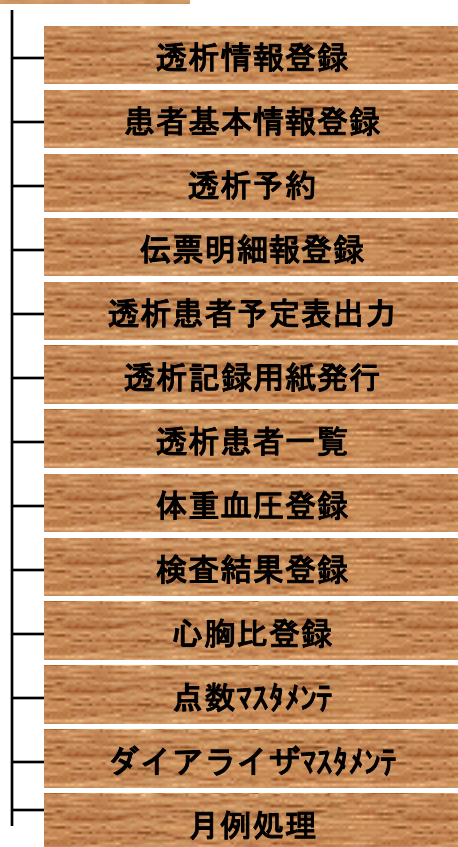 透析情報登録
患者基本情報登録
透析予約
伝票明細報登録
透析患者予定表出力
透析記録用紙発行
透析患者一覧
体重血圧登録
検査結果登録
心胸比登録
点数ﾏｽﾀﾒﾝﾃ
ダイアライザﾏｽﾀﾒﾝﾃ
月例処理